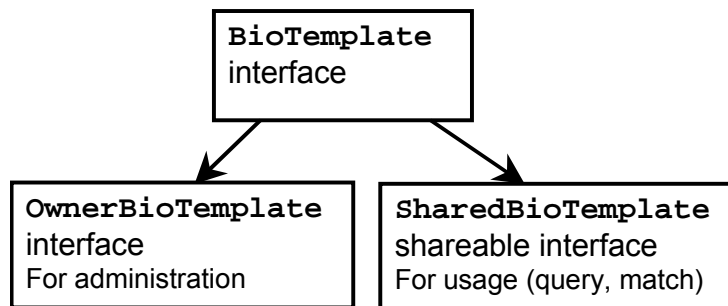 BioTemplate
interface
OwnerBioTemplate
interface
For administration
SharedBioTemplate
shareable interface
For usage (query, match)